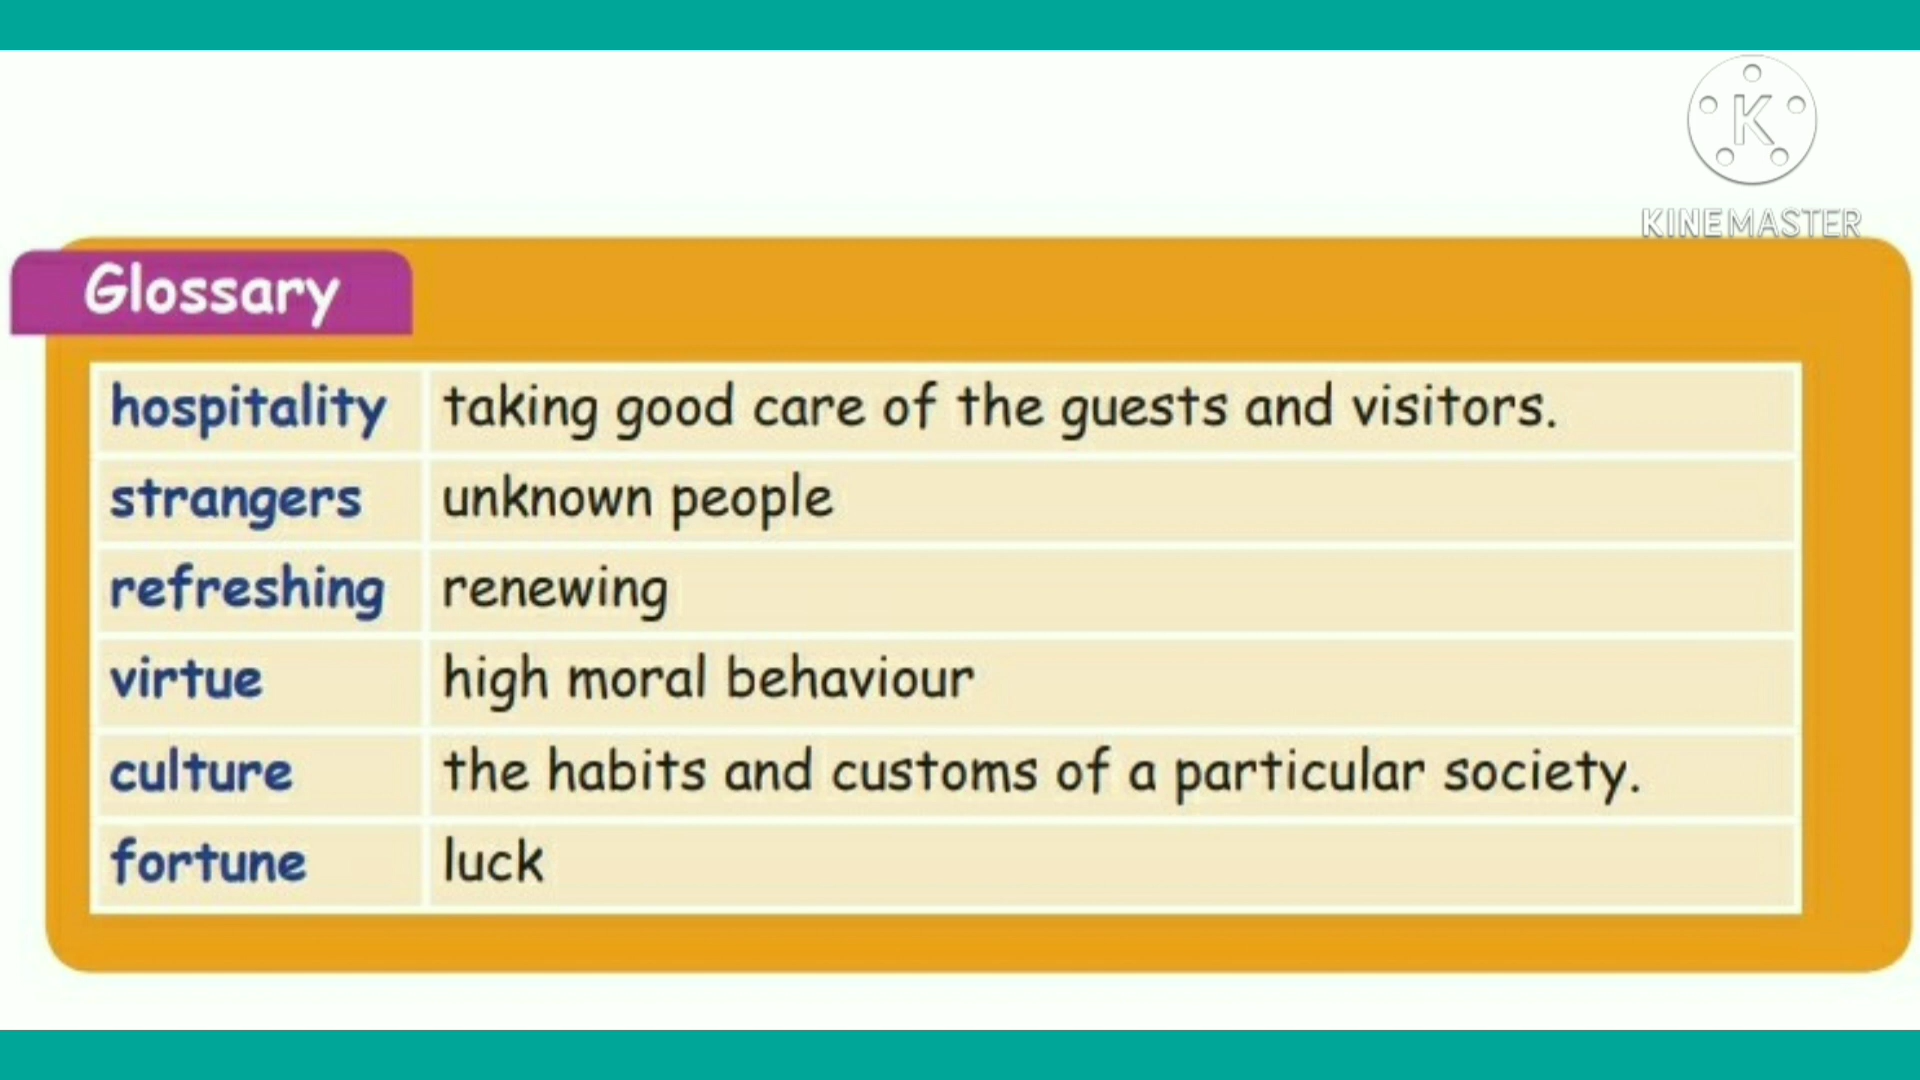 K
KINEMASTER
Glossary
hospitality taking good care of the guests and visitors.
strangers unknown people
refreshing renewing
virtue high moral behaviour
culture the habits and customs of a particular society.
fortune luck